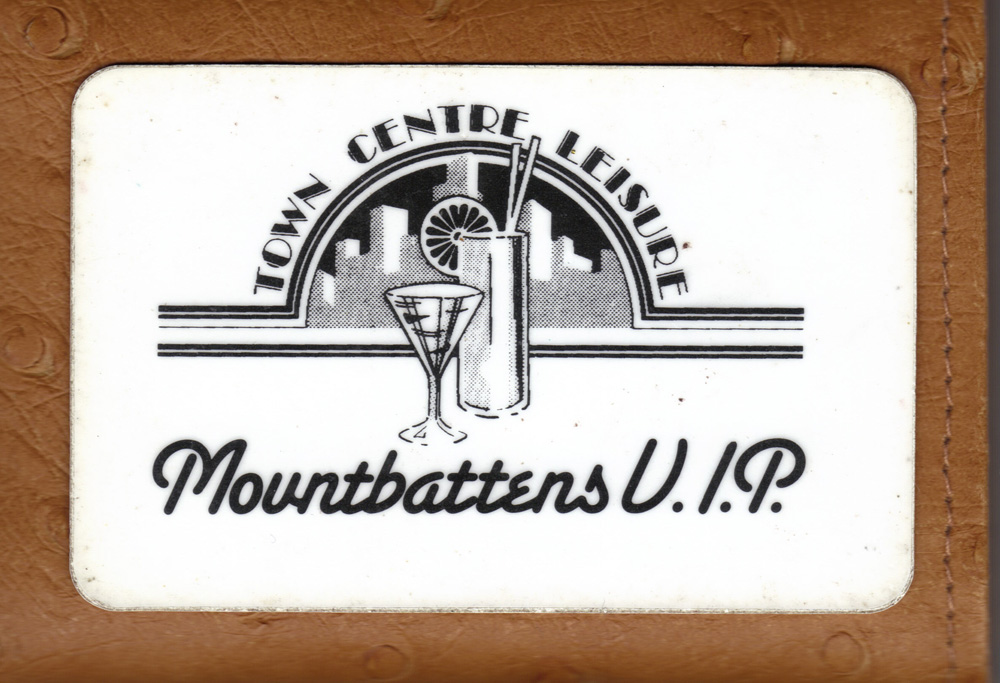 TOWN CENTRE LEISURE
Mountbattens V.I.P.